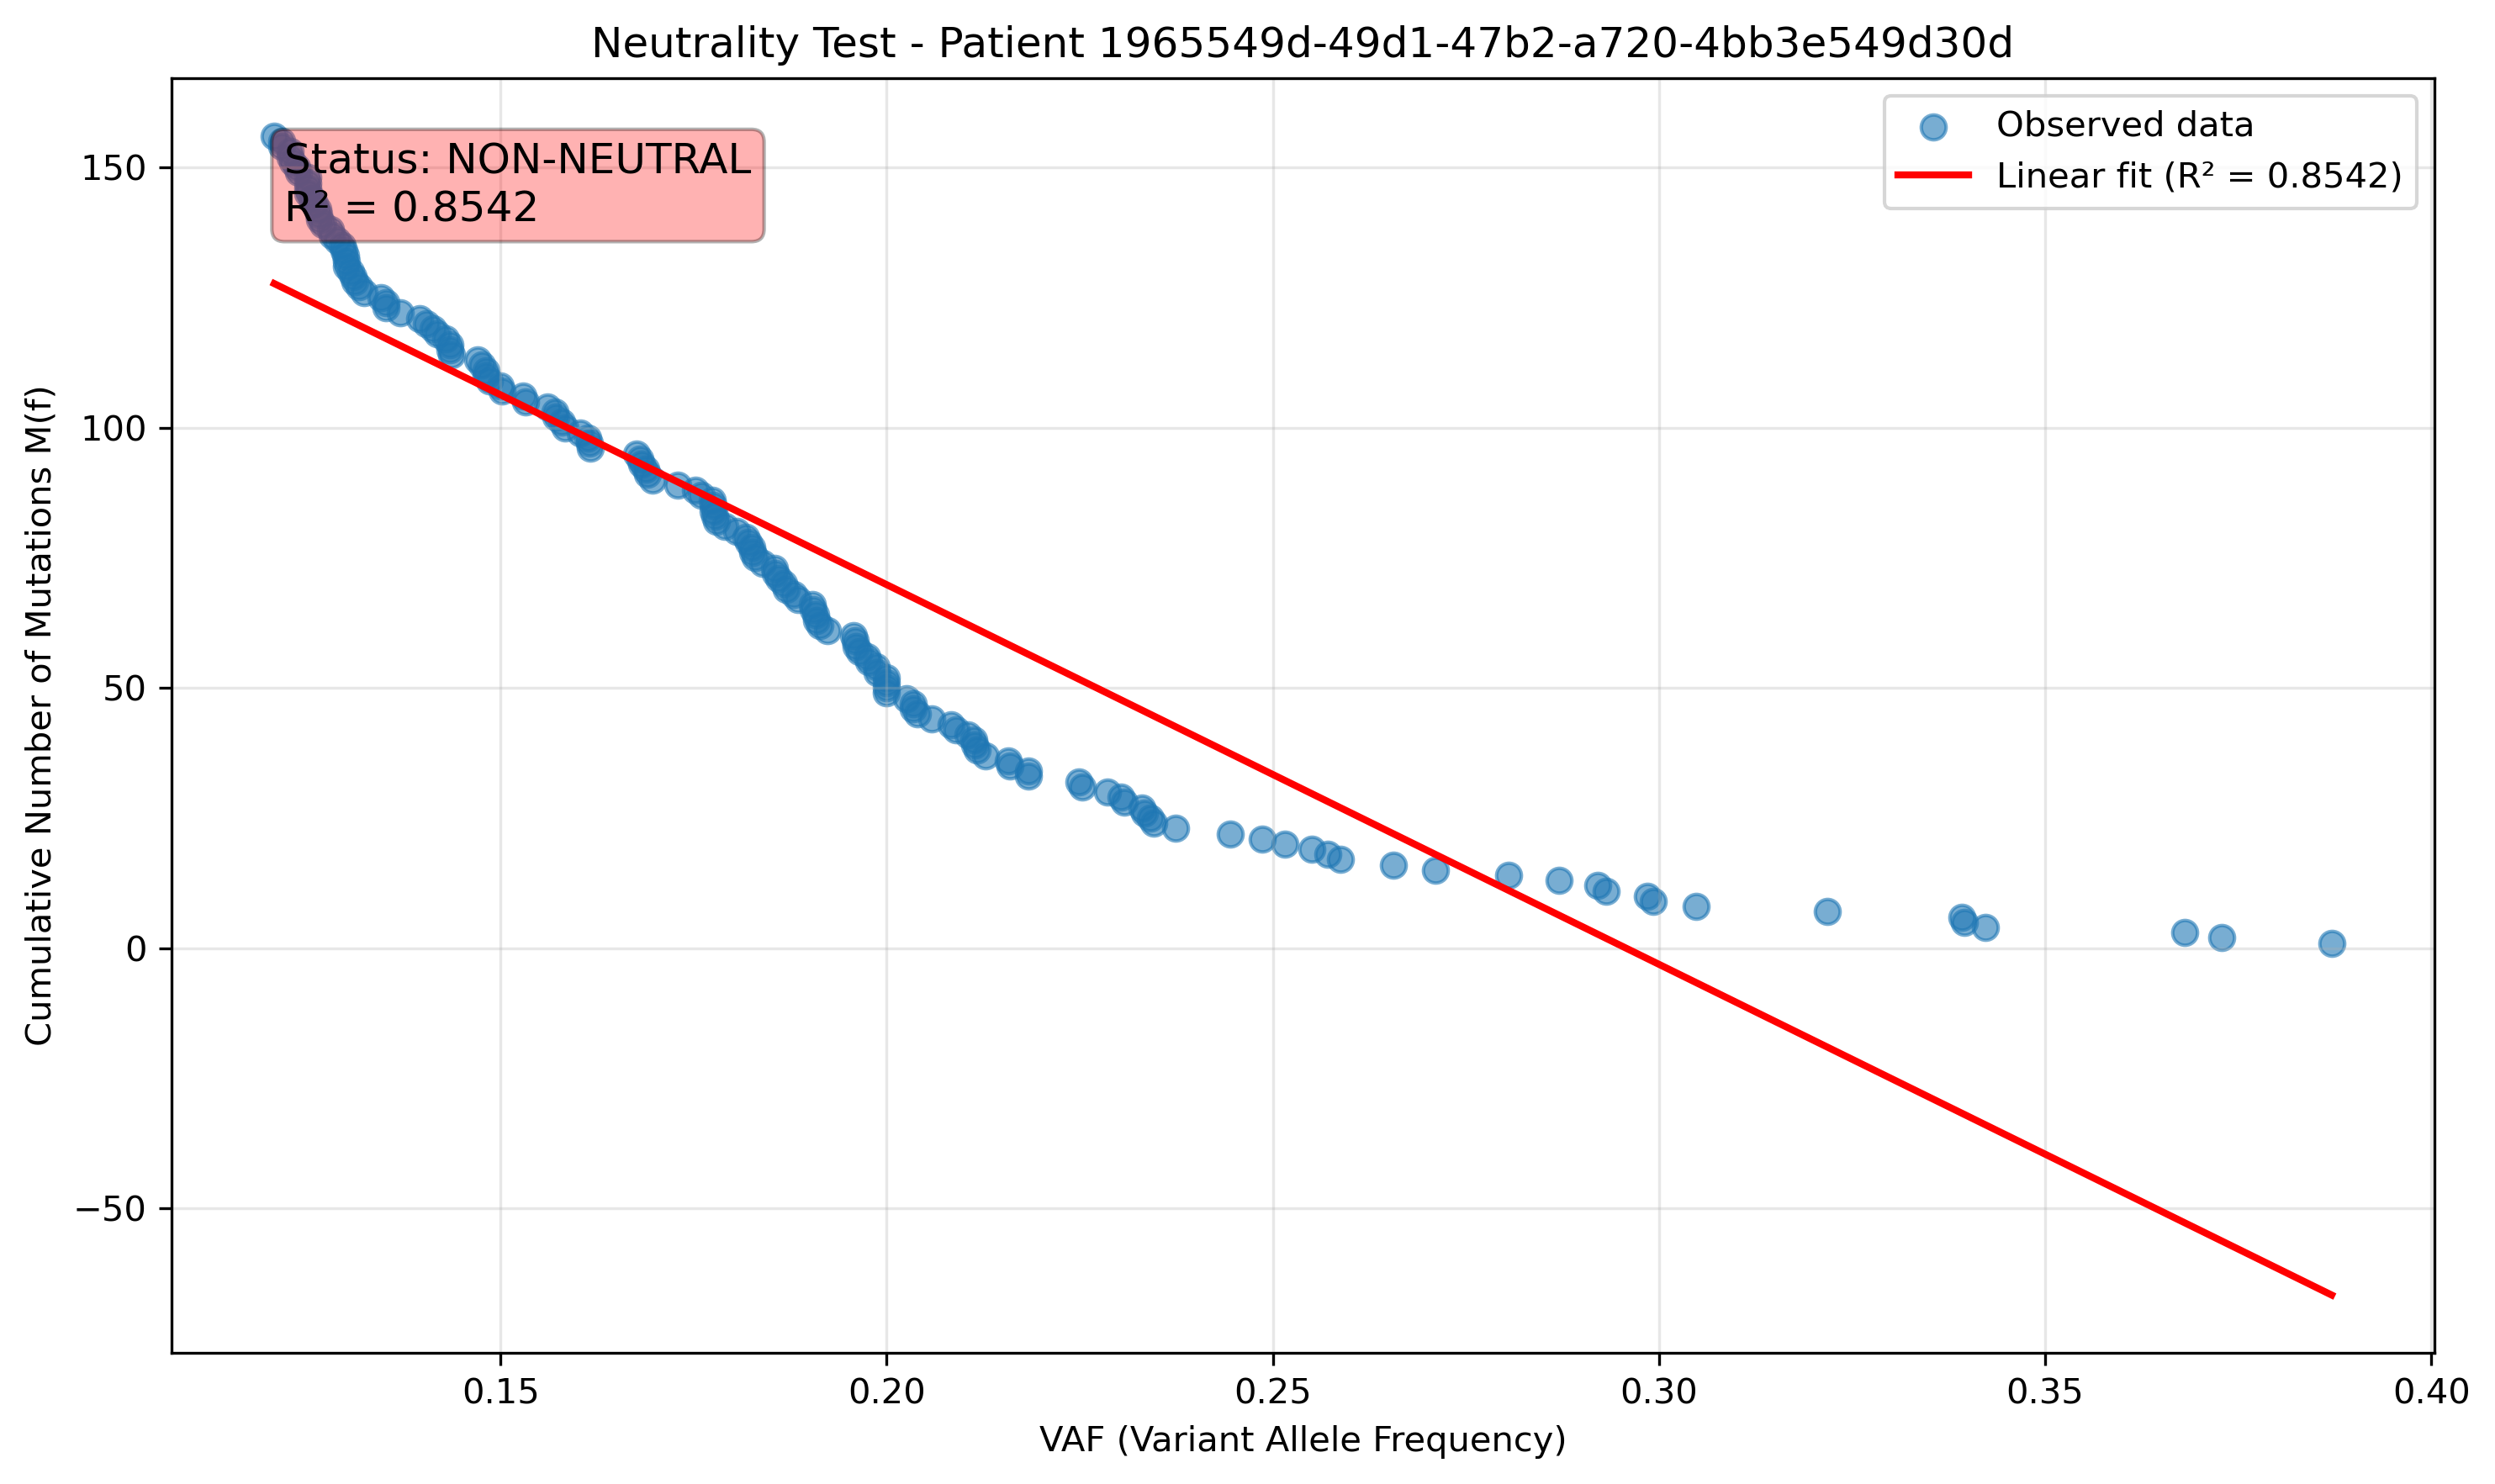 Neutrality Test - Patient 1965549d-49d1-47b2-a720-4bb3e549d30d
Status: NON-NEUTRAL
R² = 0.8542
Observed data
Linear fit (R² = 0.8542)
Cumulative Number of Mutations M(f)
150
100
50
0
−50
0.15
0.20
0.25
0.30
0.35
0.40
VAF (Variant Allele Frequency)